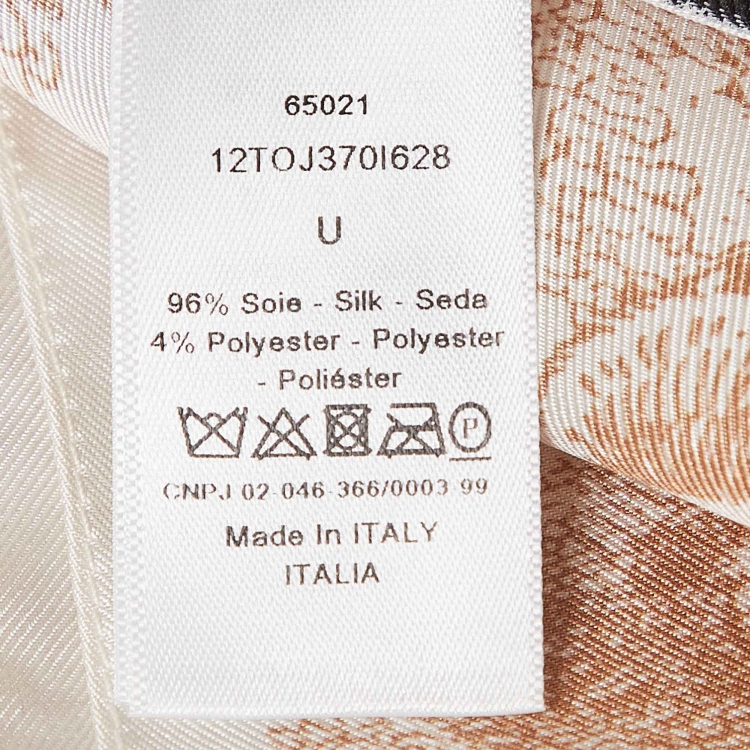 65021
12TOJ370I628
U
96% Soie - Silk - Seda
4% Polyester - Polyester
- Poliéster
P
CNPJ 02-046-366/0003-99
Made In ITALY
ITALIA